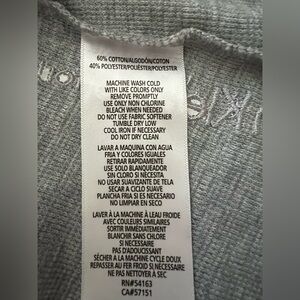 60% COTTON/ALGODÓN/COTON
40% POLYESTER/POLIÉSTER/POLYESTER
MACHINE WASH COLD
WITH LIKE COLORS ONLY
REMOVE PROMPTLY
USE ONLY NON CHLORINE
BLEACH WHEN NEEDED
DO NOT USE FABRIC SOFTENER
TUMBLE DRY LOW
COOL IRON IF NECESSARY
DO NOT DRY CLEAN
LAVAR A MAQUINA CON AGUA
FRIA Y COLORES IGUALES
RETIRAR RAPIDAMENTE
USE SOLO BLANQUEADOR
SIN CLORO SI NECESITA
NO USA SUAVIZANTE DE TELA
SECAR A CICLO SUAVE
PLANCHA FRIA SI NECESARIO
NO LIMPIAR EN SECO
LAVER À LA MACHINE À L'EAU FROIDE
AVEC COULEURS SIMILAIRES
SORTIR IMMÉDIATEMENT
BLANCHIR SANS CHLORE
SI NÉCESSAIRE
PAS D'ADOUCISSANT
SÉCHER À LA MACHINE CYCLE DOUX
REPASSER AU FER FROID SI NÉCESSAIRE
NE PAS NETTOYER À SEC
RN#54163
CA#57151